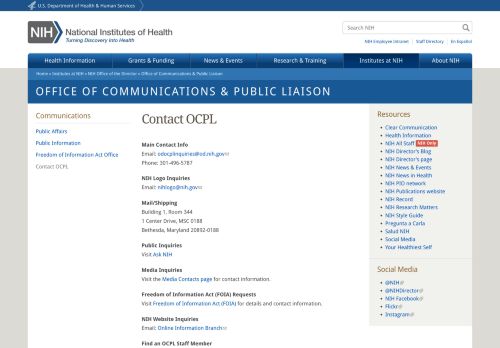 U.S. Department of Health & Human Services
NIH
National Institutes of Health
Turning Discovery Into Health
Search NIH
NIH Employee Intranet
Staff Directory
En Español
Health Information
Grants & Funding
News & Events
Research & Training
Institutes at NIH
About NIH
Home » Institutes at NIH » NIH Office of the Director » Office of Communications & Public Liaison
OFFICE OF COMMUNICATIONS & PUBLIC LIAISON
Communications
Public Affairs
Public Information
Freedom of Information Act Office
Contact OCPL
Contact OCPL
Main Contact Info
Email: odocplinquiries@od.nih.gov
Phone: 301-496-5787
NIH Logo Inquiries
Email: nihlogo@nih.gov
Mail/Shipping
Building 1, Room 344
1 Center Drive, MSC 0188
Bethesda, Maryland 20892-0188
Public Inquiries
Visit Ask NIH
Media Inquiries
Visit the Media Contacts page for contact information.
Freedom of Information Act (FOIA) Requests
Visit Freedom of Information Act (FOIA) for details and contact information.
NIH Website Inquiries
Email: Online Information Branch
Find an OCPL Staff Member
Resources
Clear Communication
Health Information
NIH All Staff NIH Only
NIH Director's Blog
NIH Director's page
NIH News & Events
NIH News in Health
NIH PIO network
NIH Publications website
NIH Record
NIH Research Matters
NIH Style Guide
Pregunta a Carla
Salud NIH
Social Media
Your Healthiest Self
Social Media
@NIH
@NIHDirector
NIH Facebook
Flickr
Instagram